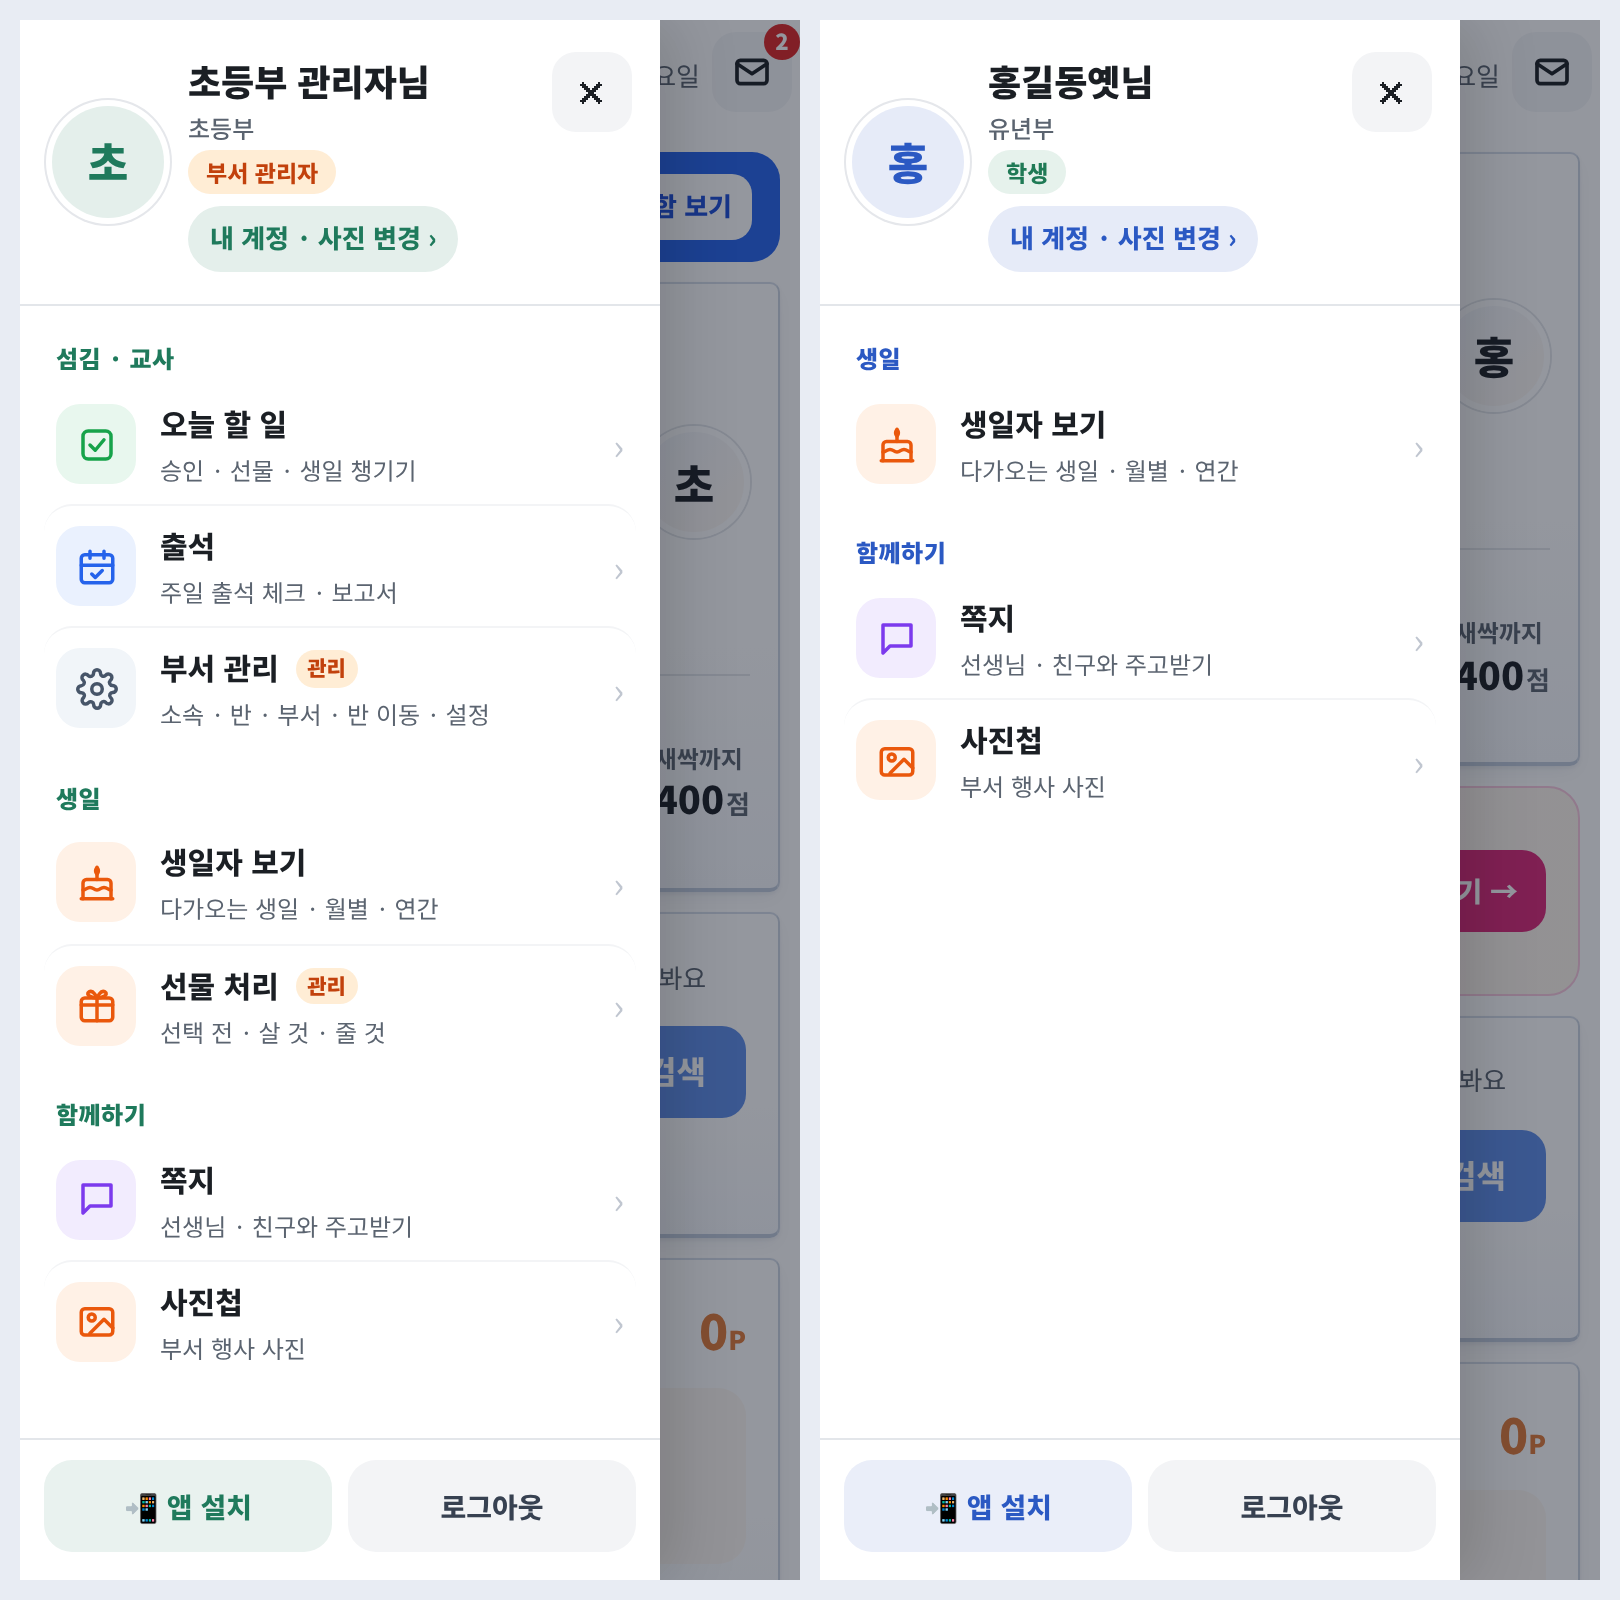 초등부 관리자님
초등부
초
부서 관리자
내 계정 · 사진 변경 ›
섬김 · 교사
오늘 할 일
승인 · 선물 · 생일 챙기기
출석
주일 출석 체크 · 보고서
부서 관리 관리
소속 · 반 · 부서 · 반 이동 · 설정
생일
생일자 보기
다가오는 생일 · 월별 · 연간
선물 처리 관리
선택 전 · 살 것 · 줄 것
함께하기
쪽지
선생님 · 친구와 주고받기
사진첩
부서 행사 사진
앱 설치
로그아웃
요일
2
함 보기
초
새싹까지
400점
봐요
검색
0P
홍길동옛님
유년부
홍
학생
내 계정 · 사진 변경 ›
생일
생일자 보기
다가오는 생일 · 월별 · 연간
함께하기
쪽지
선생님 · 친구와 주고받기
사진첩
부서 행사 사진
앱 설치
로그아웃
요일
홍
새싹까지
400점
기 →
봐요
검색
0P